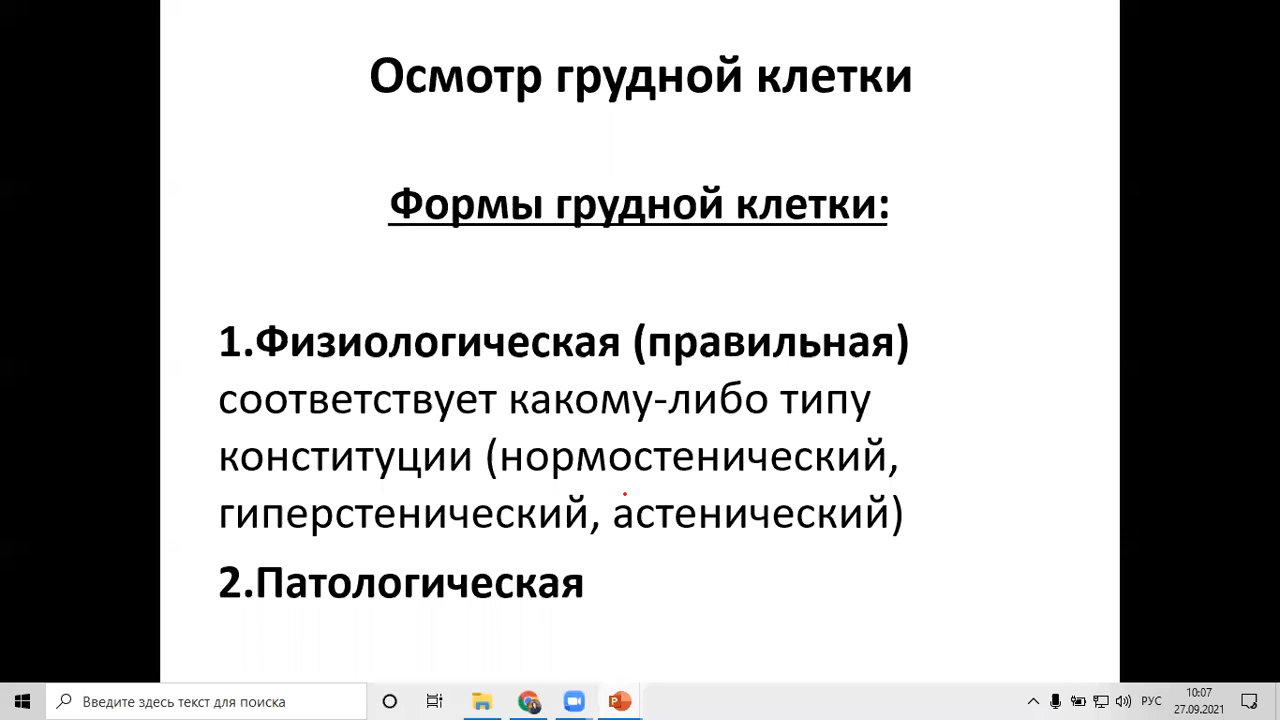 Осмотр грудной клетки
Формы грудной клетки:
1.Физиологическая (правильная)
соответствует какому-либо типу
конституции (нормостенический,
гиперстенический, астенический)
2.Патологическая
Введите здесь текст для поиска
РУС
10:07
27.09.2021